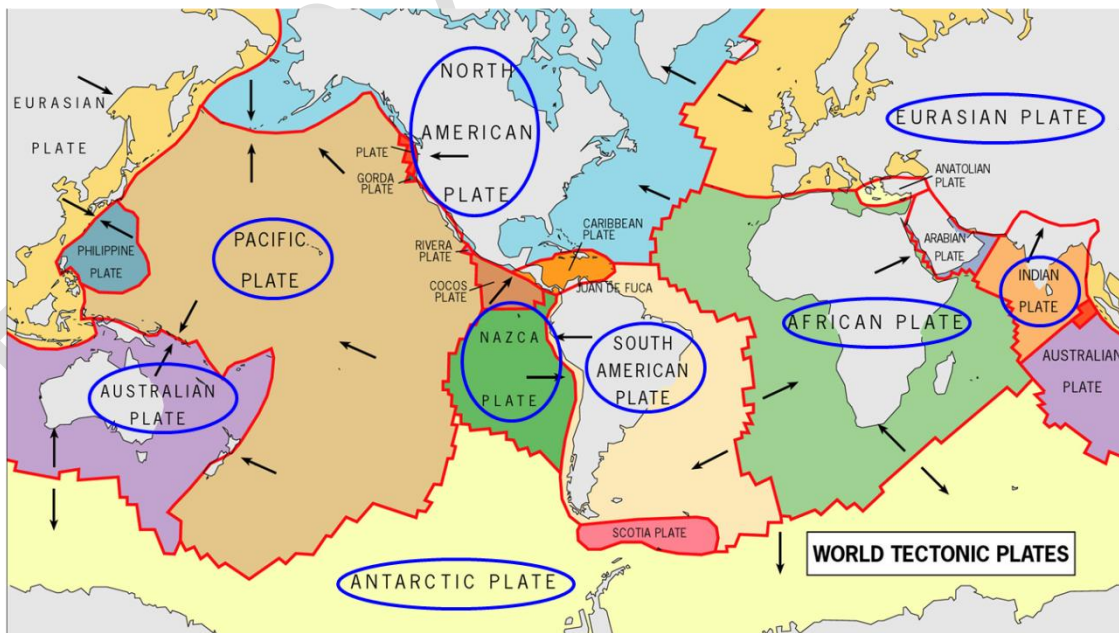 NORTH
AMERICAN
PLATE
EURASIAN
PLATE
EURASIAN PLATE
PLATE
GORDA
PLATE
ANATOLIAN
PLATE
PHILIPPINE
PLATE
PACIFIC
PLATE
RIVERA
PLATE
CARIBBEAN
PLATE
COCOS
PLATE
JUAN DE FUCA
ARABIAN
PLATE
INDIAN
PLATE
NAZCA
PLATE
SOUTH
AMERICAN
PLATE
AFRICAN PLATE
AUSTRALIAN
PLATE
AUSTRALIAN
PLATE
SCOTIA PLATE
ANTARCTIC PLATE
WORLD TECTONIC PLATES